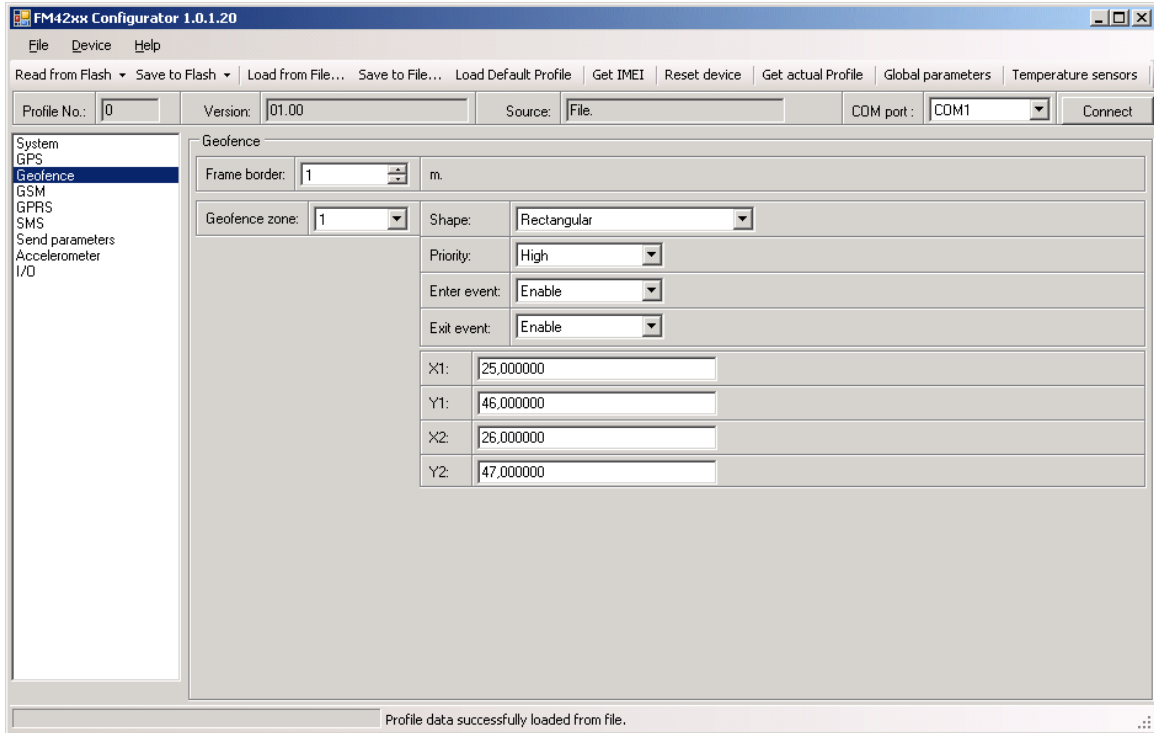 FM42xx Configurator 1.0.1.20
File Device Help
Read from Flash Save to Flash Load from File... Save to File... Load Default Profile Get IMEI Reset device Get actual Profile Global parameters Temperature sensors
Profile No.: 0 Version: 01.00 Source: File. COM port : COM1 Connect
System
GPS
Geofence
GSM
GPRS
SMS
Send parameters
Accelerometer
I/O
Geofence
Frame border: 1 m.
Geofence zone: 1 Shape: Rectangular
Priority: High
Enter event: Enable
Exit event: Enable
X1: 25,000000
Y1: 46,000000
X2: 26,000000
Y2: 47,000000
Profile data successfully loaded from file.